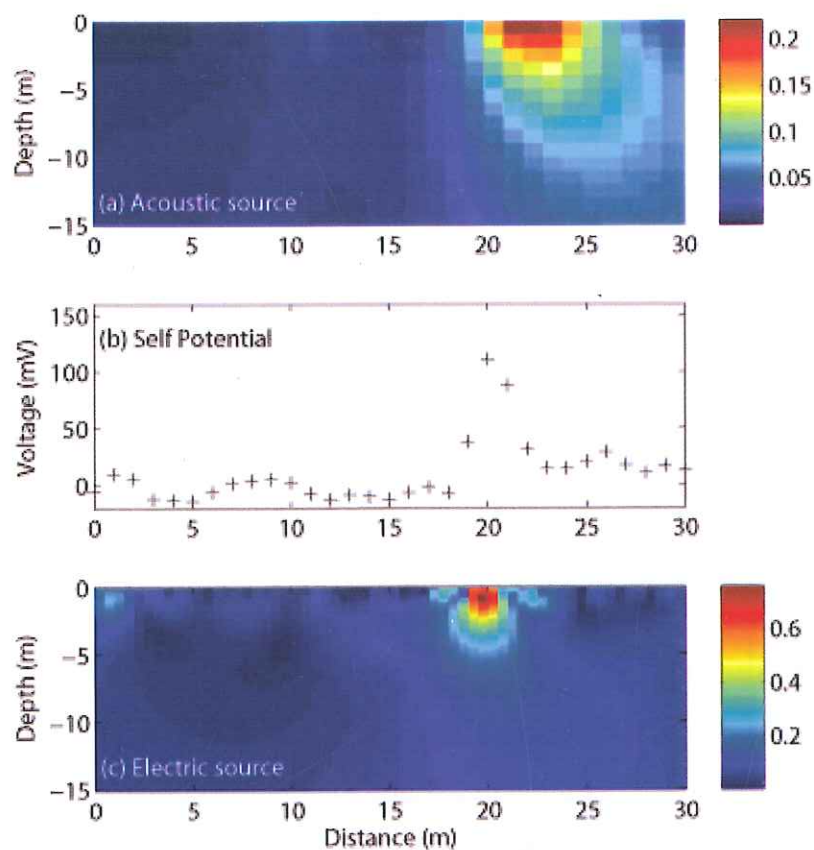 0
−5
−10
−15
Depth (m)
(a) Acoustic source
0 5 10 15 20 25 30
0.2
0.15
0.1
0.05
150
100
50
0
Voltage (mV)
(b) Self Potential
0 5 10 15 20 25 30
0
−5
−10
−15
Depth (m)
(c) Electric source
0 5 10 15 20 25 30
Distance (m)
0.6
0.4
0.2